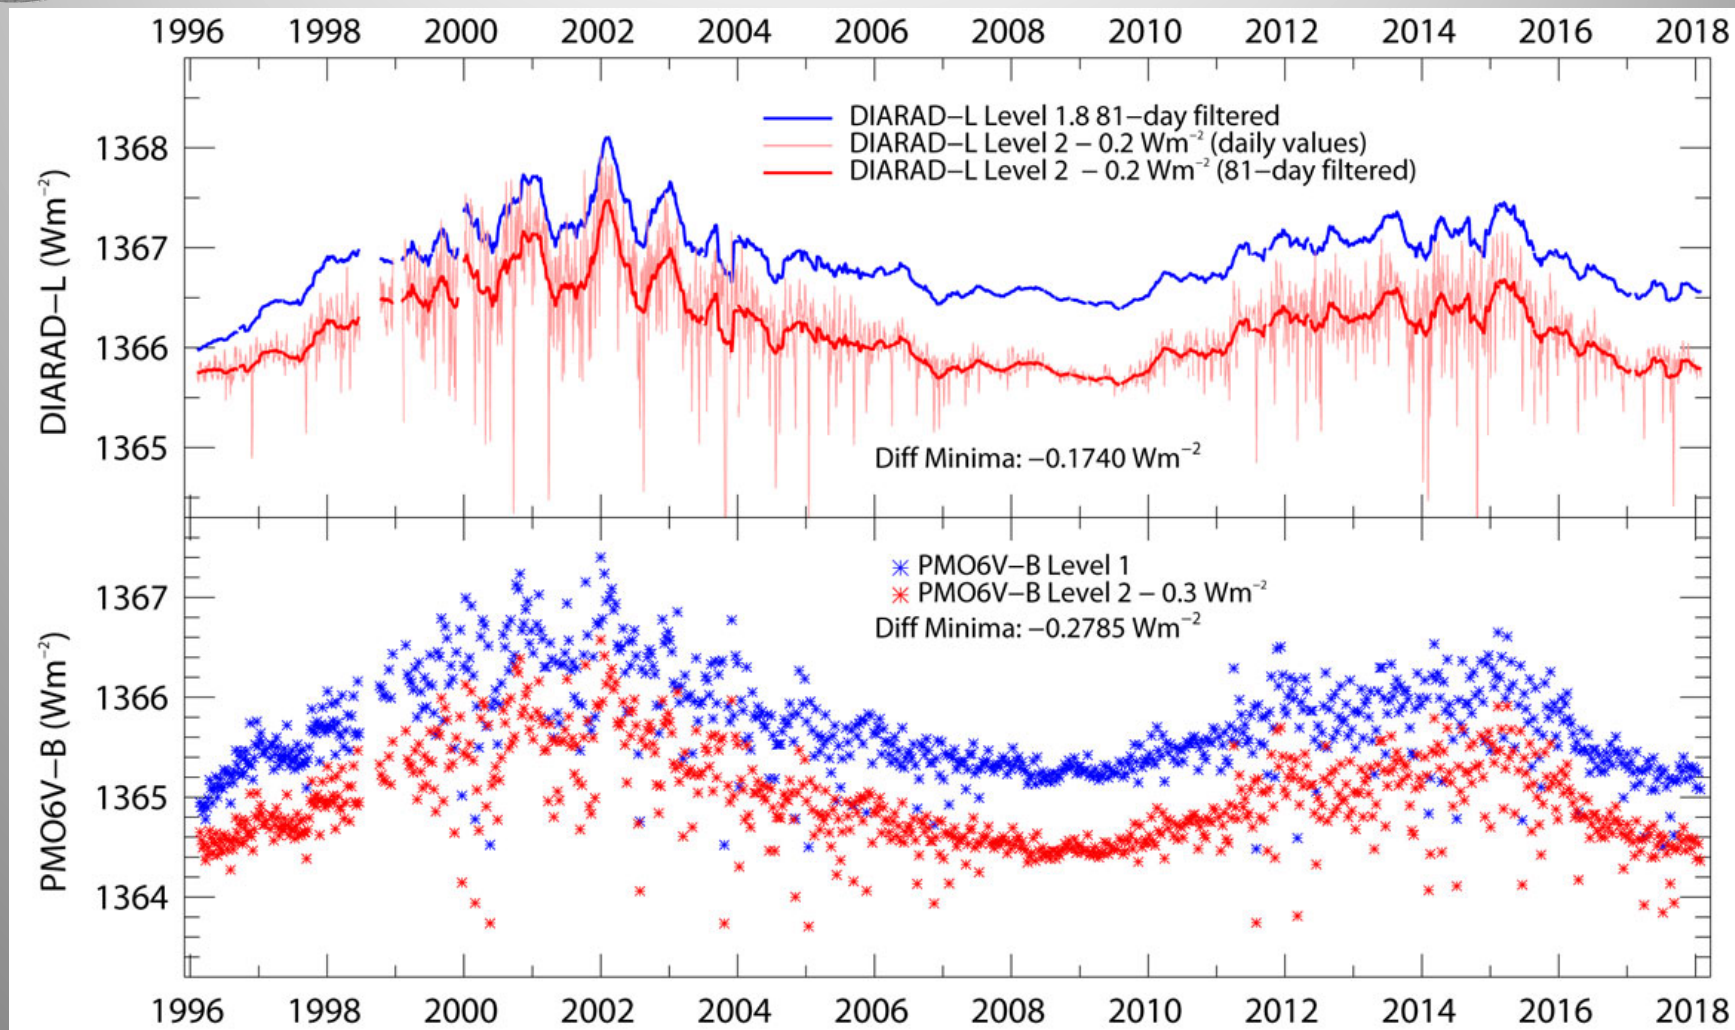 1996 1998 2000 2002 2004 2006 2008 2010 2012 2014 2016 2018
DIARAD–L (Wm⁻²)
1368
1367
1366
1365
DIARAD–L Level 1.8 81–day filtered
DIARAD–L Level 2 – 0.2 Wm⁻² (daily values)
DIARAD–L Level 2 – 0.2 Wm⁻² (81–day filtered)
Diff Minima: –0.1740 Wm⁻²
PMO6V–B (Wm⁻²)
1367
1366
1365
1364
PMO6V–B Level 1
PMO6V–B Level 2 – 0.3 Wm⁻²
Diff Minima: –0.2785 Wm⁻²
1996 1998 2000 2002 2004 2006 2008 2010 2012 2014 2016 2018